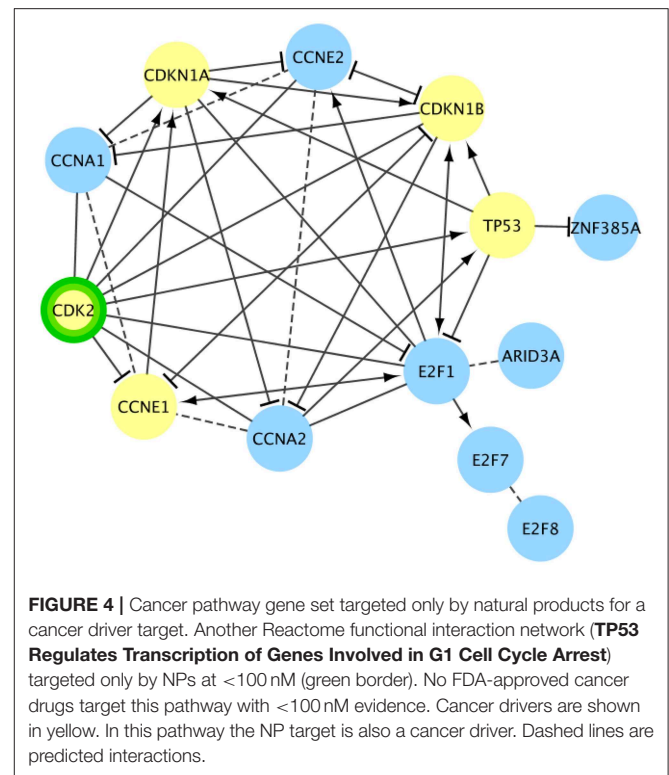 CCNE2
CDKN1A
CDKN1B
CCNA1
TP53
ZNF385A
CDK2
ARID3A
E2F1
CCNE1
CCNA2
E2F7
E2F8
FIGURE 4 | Cancer pathway gene set targeted only by natural products for a
cancer driver target. Another Reactome functional interaction network (TP53
Regulates Transcription of Genes Involved in G1 Cell Cycle Arrest)
targeted only by NPs at <100 nM (green border). No FDA-approved cancer
drugs target this pathway with <100 nM evidence. Cancer drivers are shown
in yellow. In this pathway the NP target is also a cancer driver. Dashed lines are
predicted interactions.